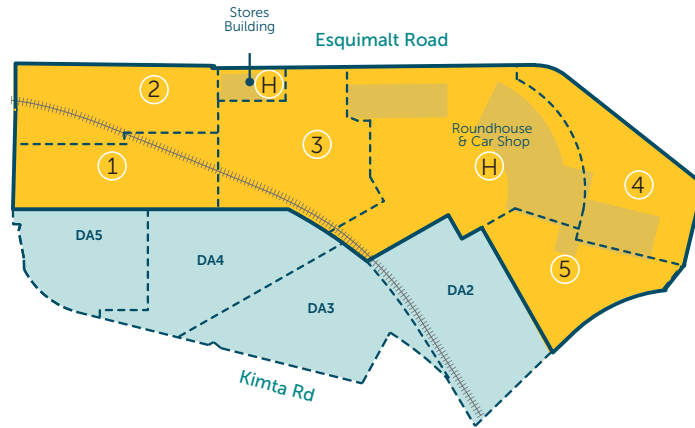 Stores
Building
Esquimalt Road
2
H
3
Roundhouse
& Car Shop
1
H
4
DA5
DA4
5
DA2
DA3
Kimta Rd